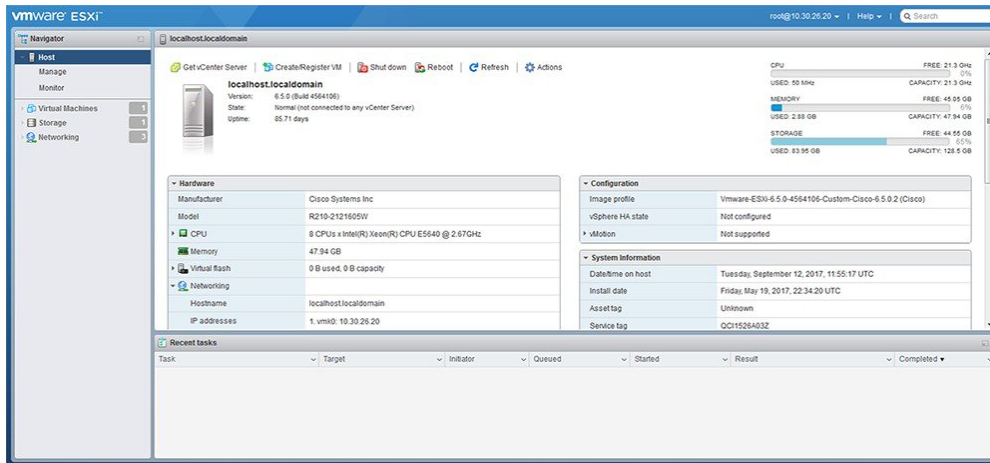 vmware ESXi™
root@10.30.26.20 | Help | Search
Navigator
Host
Manage
Monitor
Virtual Machines 1
Storage 1
Networking 3
localhost.localdomain
Get vCenter Server | Create/Register VM | Shut down Reboot | Refresh | Actions
localhost.localdomain
Version: 6.5.0 (Build 4564106)
State: Normal (not connected to any vCenter Server)
Uptime: 85.71 days
CPU FREE: 21.3 GHz
0%
USED: 50 MHz CAPACITY: 21.3 GHz
MEMORY FREE: 45.05 GB
6%
USED: 2.88 GB CAPACITY: 47.94 GB
STORAGE FREE: 44.55 GB
65%
USED: 83.95 GB CAPACITY: 128.5 GB
Hardware
Manufacturer Cisco Systems Inc
Model R210-2121605W
CPU 8 CPUs x Intel(R) Xeon(R) CPU E5640 @ 2.67GHz
Memory 47.94 GB
Virtual flash 0 B used, 0 B capacity
Networking
Hostname localhost.localdomain
IP addresses 1. vmk0: 10.30.26.20
Configuration
Image profile Vmware-ESXi-6.5.0-4564106-Custom-Cisco-6.5.0.2 (Cisco)
vSphere HA state Not configured
vMotion Not supported
System Information
Date/time on host Tuesday, September 12, 2017, 11:55:17 UTC
Install date Friday, May 19, 2017, 22:34:20 UTC
Asset tag Unknown
Service tag QCI1526A03Z
Recent tasks
Task Target Initiator Queued Started Result Completed